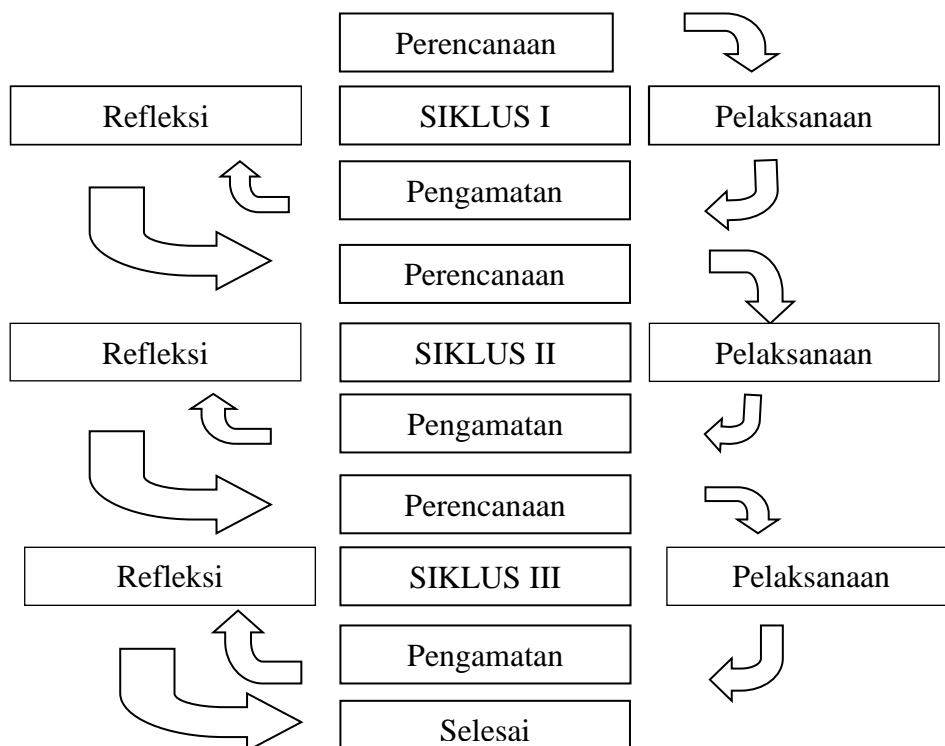 Perencanaan
Refleksi
SIKLUS I
Pelaksanaan
Pengamatan
Perencanaan
Refleksi
SIKLUS II
Pelaksanaan
Pengamatan
Perencanaan
Refleksi
SIKLUS III
Pelaksanaan
Pengamatan
Selesai